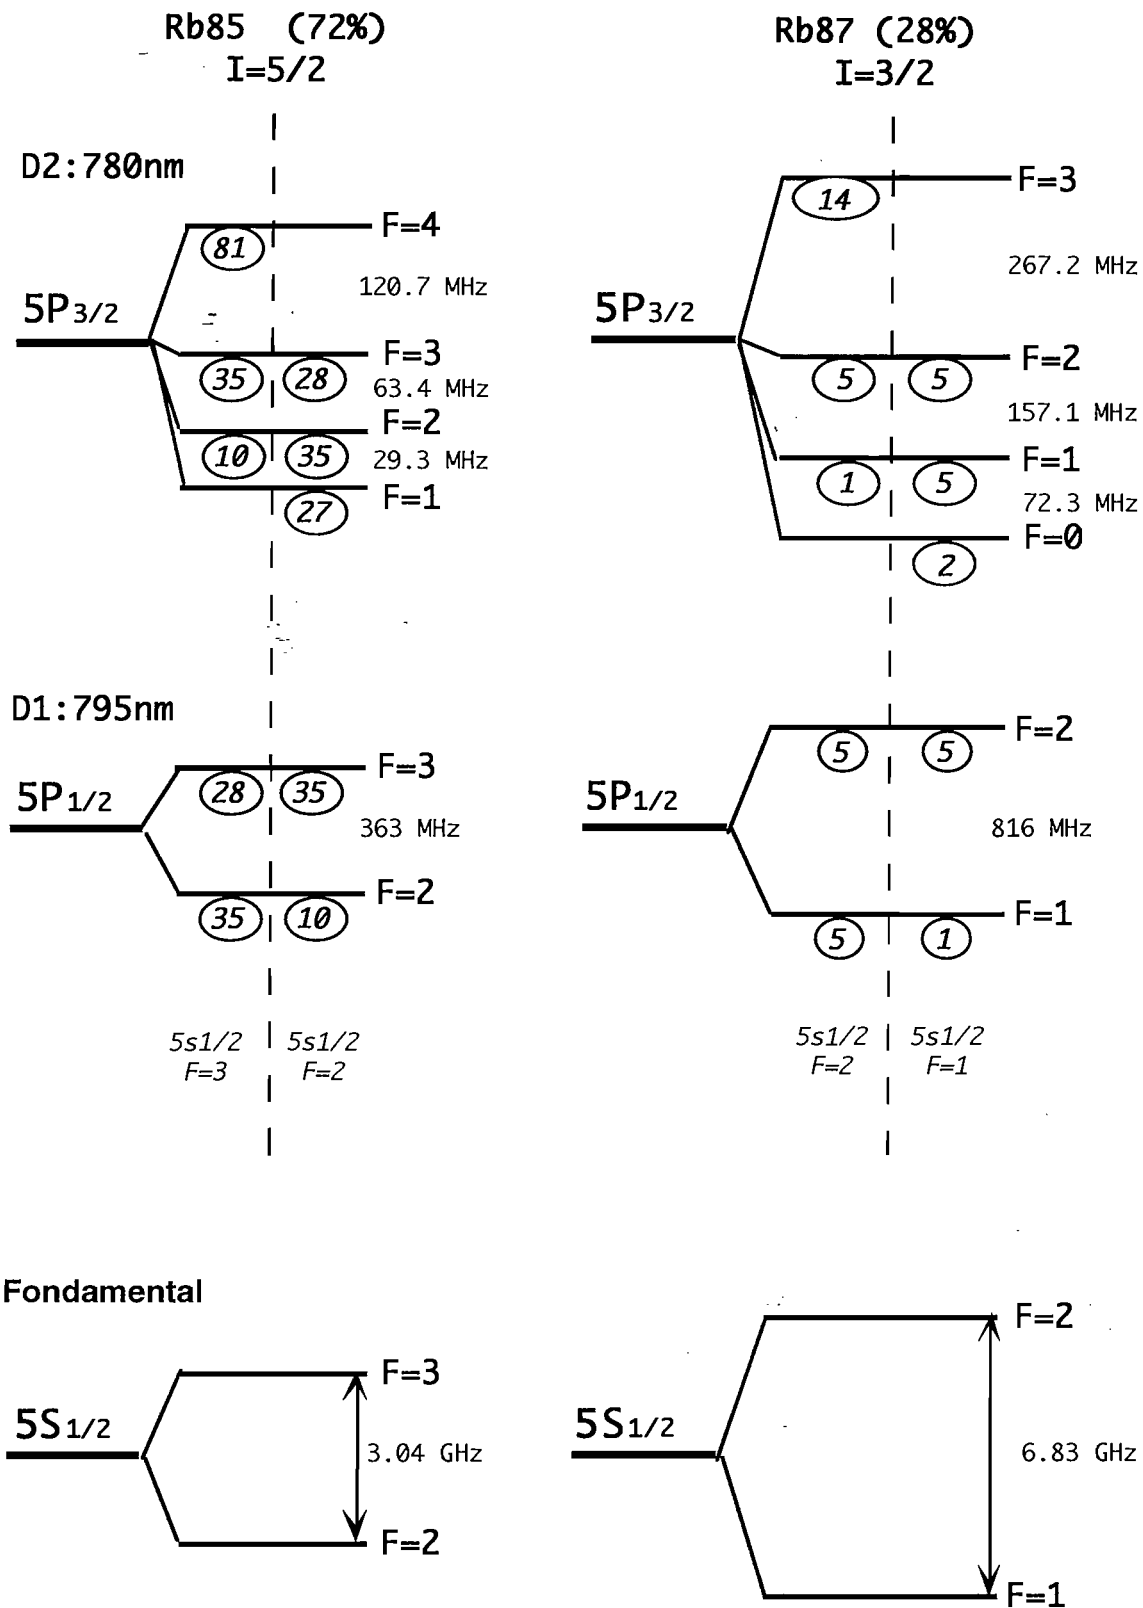 Rb85 (72%)
I=5/2
D2:780nm
F=4
81
120.7 MHz
5P3/2
F=3
35 28
63.4 MHz
F=2
10 35
29.3 MHz
F=1
27
D1:795nm
F=3
28 35
5P1/2
363 MHz
F=2
35 10
5s1/2 5s1/2
F=3 F=2
Rb87 (28%)
I=3/2
F=3
14
267.2 MHz
5P3/2
F=2
5 5
157.1 MHz
F=1
1 5
72.3 MHz
F=0
2
F=2
5 5
5P1/2
816 MHz
F=1
5 1
5s1/2 5s1/2
F=2 F=1
Fondamental
F=3
5S1/2
3.04 GHz
F=2
F=2
5S1/2
6.83 GHz
F=1